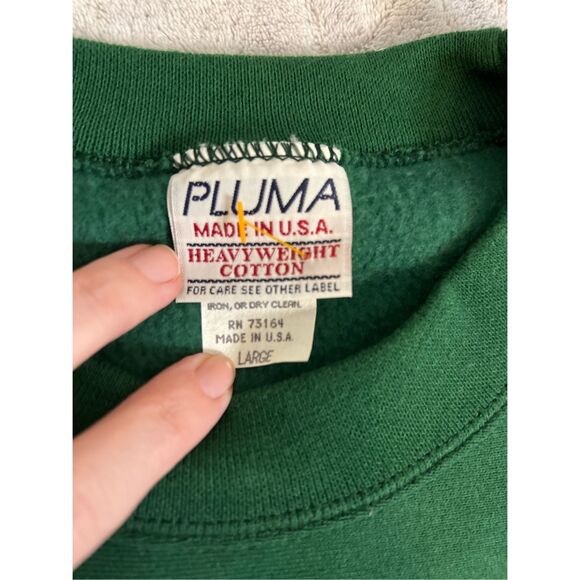 PLUMA
MADE IN U.S.A.
HEAVYWEIGHT
COTTON
FOR CARE SEE OTHER LABEL
IRON, OR DRY CLEAN.
RN 73164
MADE IN U.S.A.
LARGE